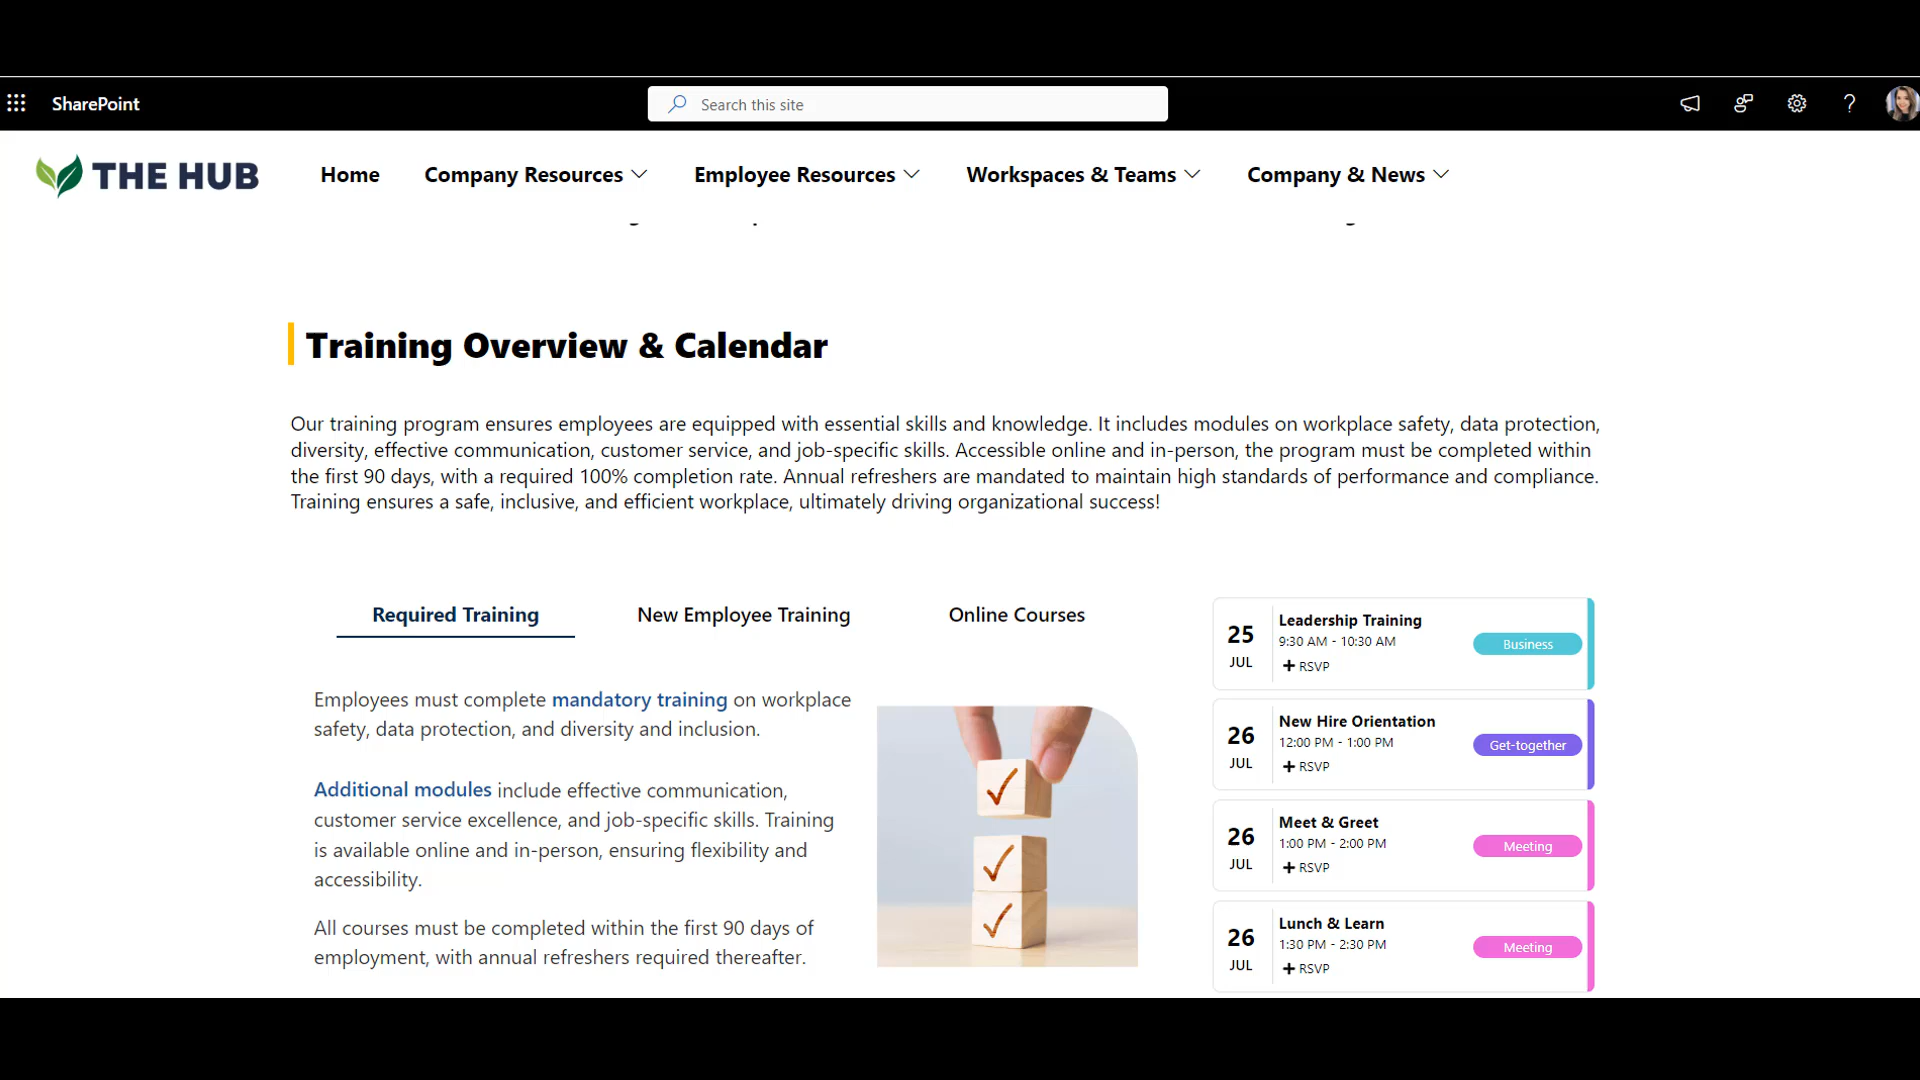 SharePoint
Search this site
THE HUB
Home
Company Resources
Employee Resources
Workspaces & Teams
Company & News
Training Overview & Calendar
Our training program ensures employees are equipped with essential skills and knowledge. It includes modules on workplace safety, data protection,
diversity, effective communication, customer service, and job-specific skills. Accessible online and in-person, the program must be completed within
the first 90 days, with a required 100% completion rate. Annual refreshers are mandated to maintain high standards of performance and compliance.
Training ensures a safe, inclusive, and efficient workplace, ultimately driving organizational success!
Required Training
New Employee Training
Online Courses
Employees must complete mandatory training on workplace
safety, data protection, and diversity and inclusion.
Additional modules include effective communication,
customer service excellence, and job-specific skills. Training
is available online and in-person, ensuring flexibility and
accessibility.
All courses must be completed within the first 90 days of
employment, with annual refreshers required thereafter.
25
JUL
Leadership Training
9:30 AM - 10:30 AM
+ RSVP
Business
26
JUL
New Hire Orientation
12:00 PM - 1:00 PM
+ RSVP
Get-together
26
JUL
Meet & Greet
1:00 PM - 2:00 PM
+ RSVP
Meeting
26
JUL
Lunch & Learn
1:30 PM - 2:30 PM
+ RSVP
Meeting